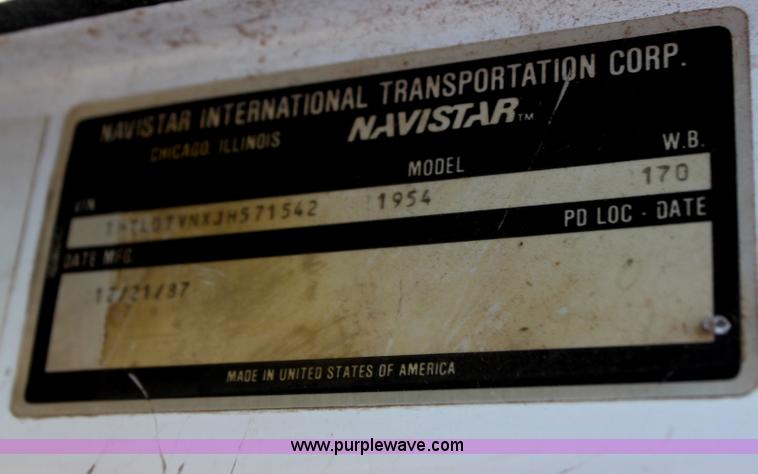 NAVISTAR INTERNATIONAL TRANSPORTATION CORP.
CHICAGO, ILLINOIS NAVISTAR™
VIN MODEL W.B.
1954 170
DATE MFG. PD LOC - DATE
12/21/87
MADE IN UNITED STATES OF AMERICA
www.purplewave.com